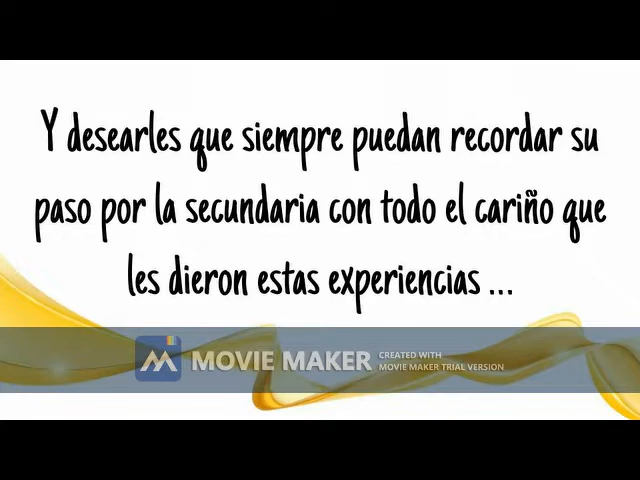 Y desearles que siempre puedan recordar su
paso por la secundaria con todo el cariño que
les dieron estas experiencias ...
MOVIE MAKER
CREATED WITH
MOVIE MAKER TRIAL VERSION